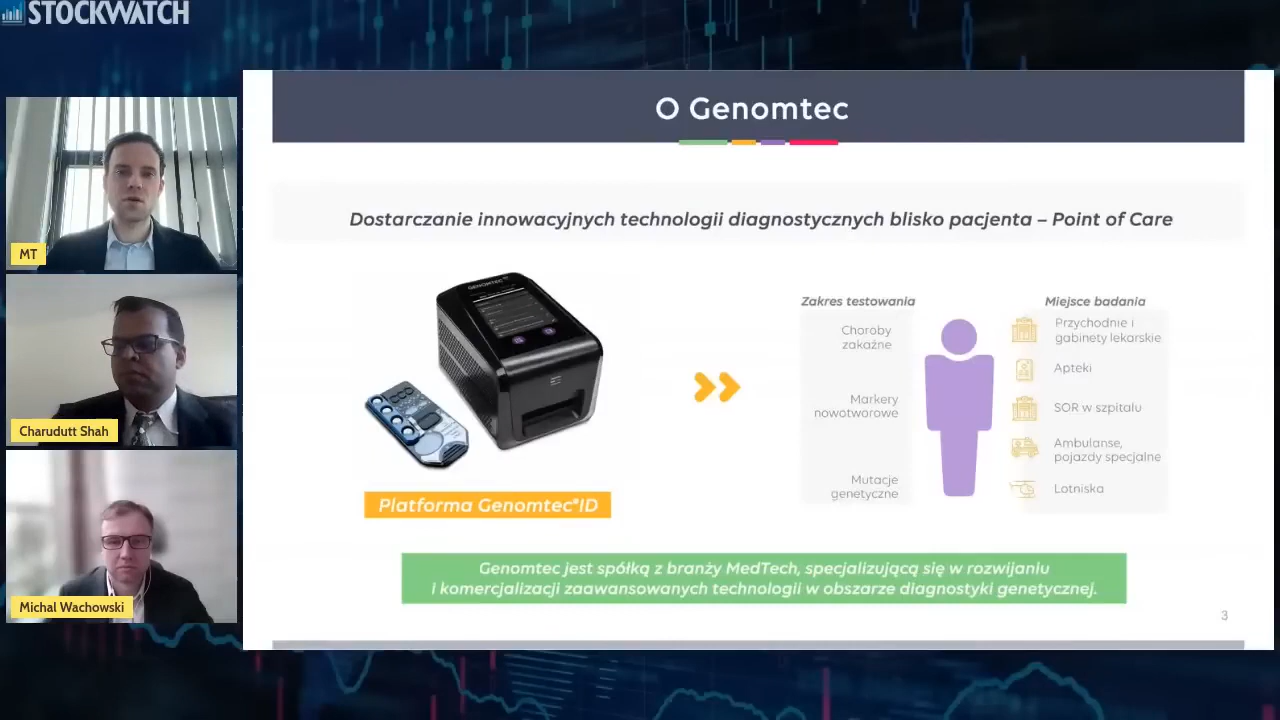 STOCKWATCH
O Genomtec
Dostarczanie innowacyjnych technologii diagnostycznych blisko pacjenta – Point of Care
MT
Charudutt Shah
Michal Wachowski
GENOMTEC
Platforma Genomtec®ID
Zakres testowania
Choroby
zakaźne
Markery
nowotworowe
Mutacje
genetyczne
Miejsce badania
Przychodnie i
gabinety lekarskie
Apteki
SOR w szpitalu
Ambulanse,
pojazdy specjalne
Lotniska
Genomtec jest spółką z branży MedTech, specjalizującą się w rozwijaniu
i komercjalizacji zaawansowanych technologii w obszarze diagnostyki genetycznej.
3